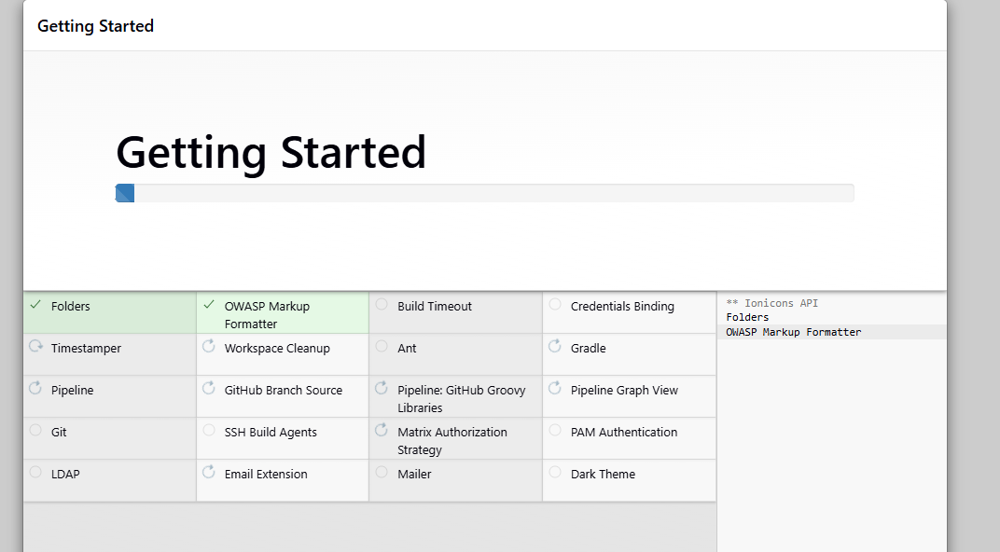 Getting Started
Getting Started
Folders
OWASP Markup
Formatter
Build Timeout
Credentials Binding
Timestamper
Workspace Cleanup
Ant
Gradle
Pipeline
GitHub Branch Source
Pipeline: GitHub Groovy
Libraries
Pipeline Graph View
Git
SSH Build Agents
Matrix Authorization
Strategy
PAM Authentication
LDAP
Email Extension
Mailer
Dark Theme
** Ionicons API
Folders
OWASP Markup Formatter